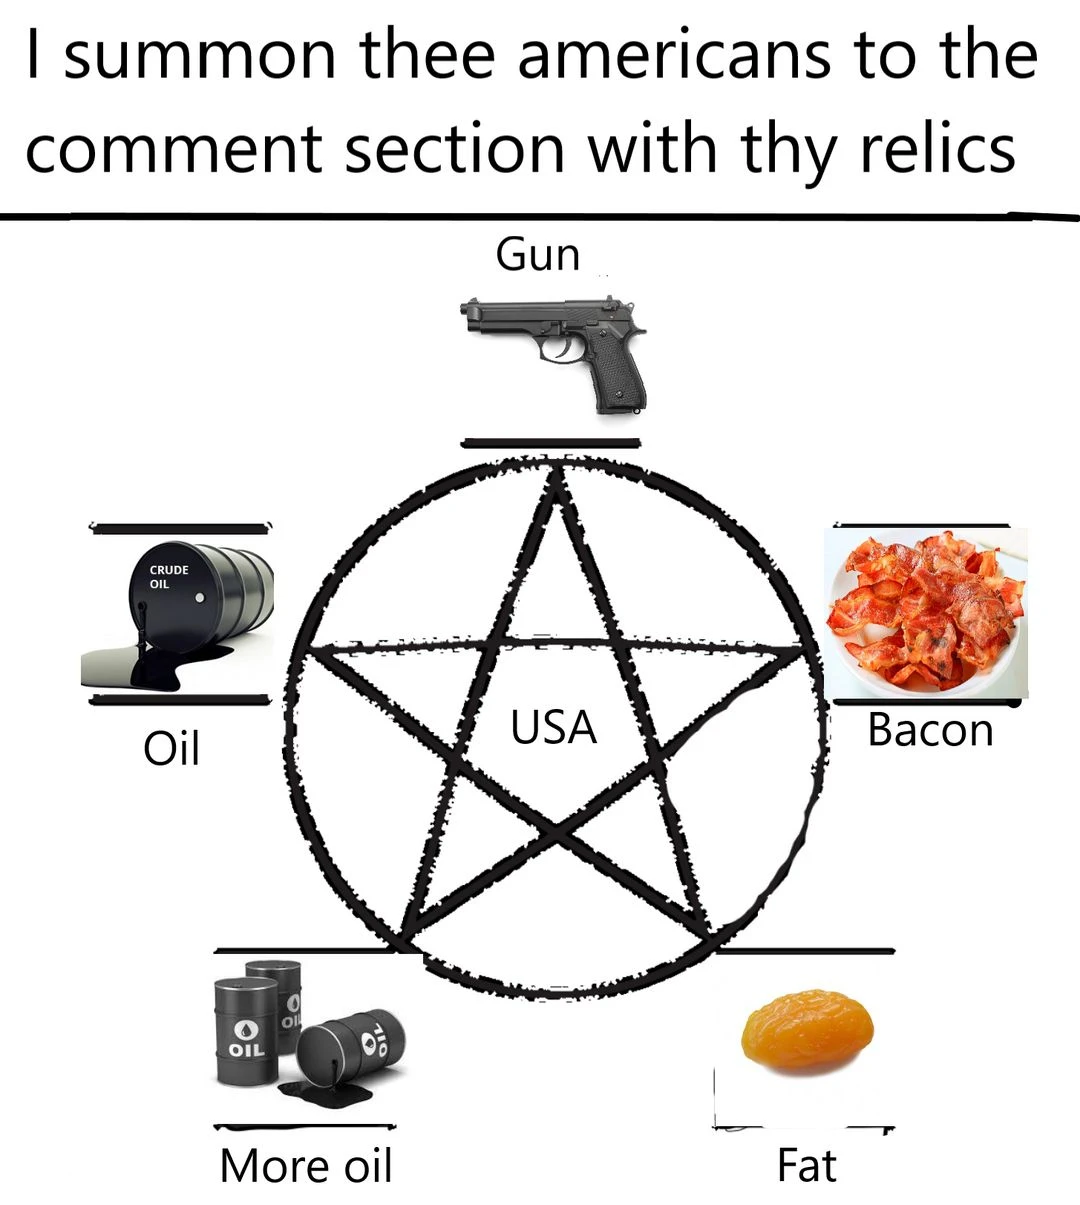 I summon thee americans to the
comment section with thy relics
Gun
CRUDE
OIL
Oil
USA
Bacon
OIL
OIL
OIL
More oil
Fat